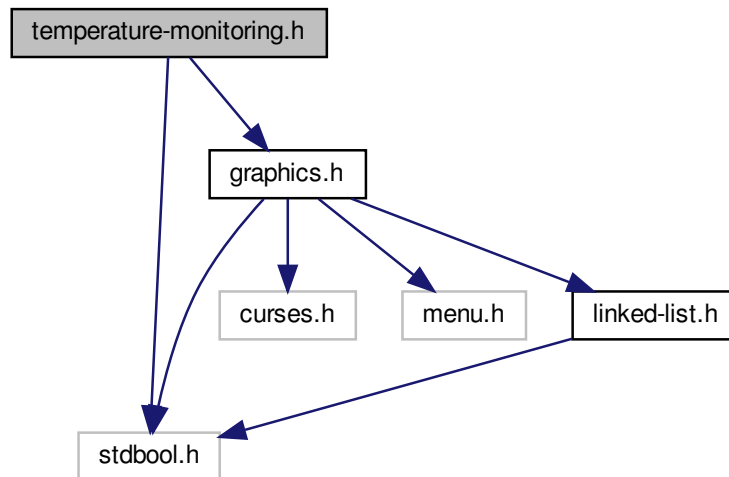 temperature-monitoring.h
graphics.h
curses.h
menu.h
linked-list.h
stdbool.h